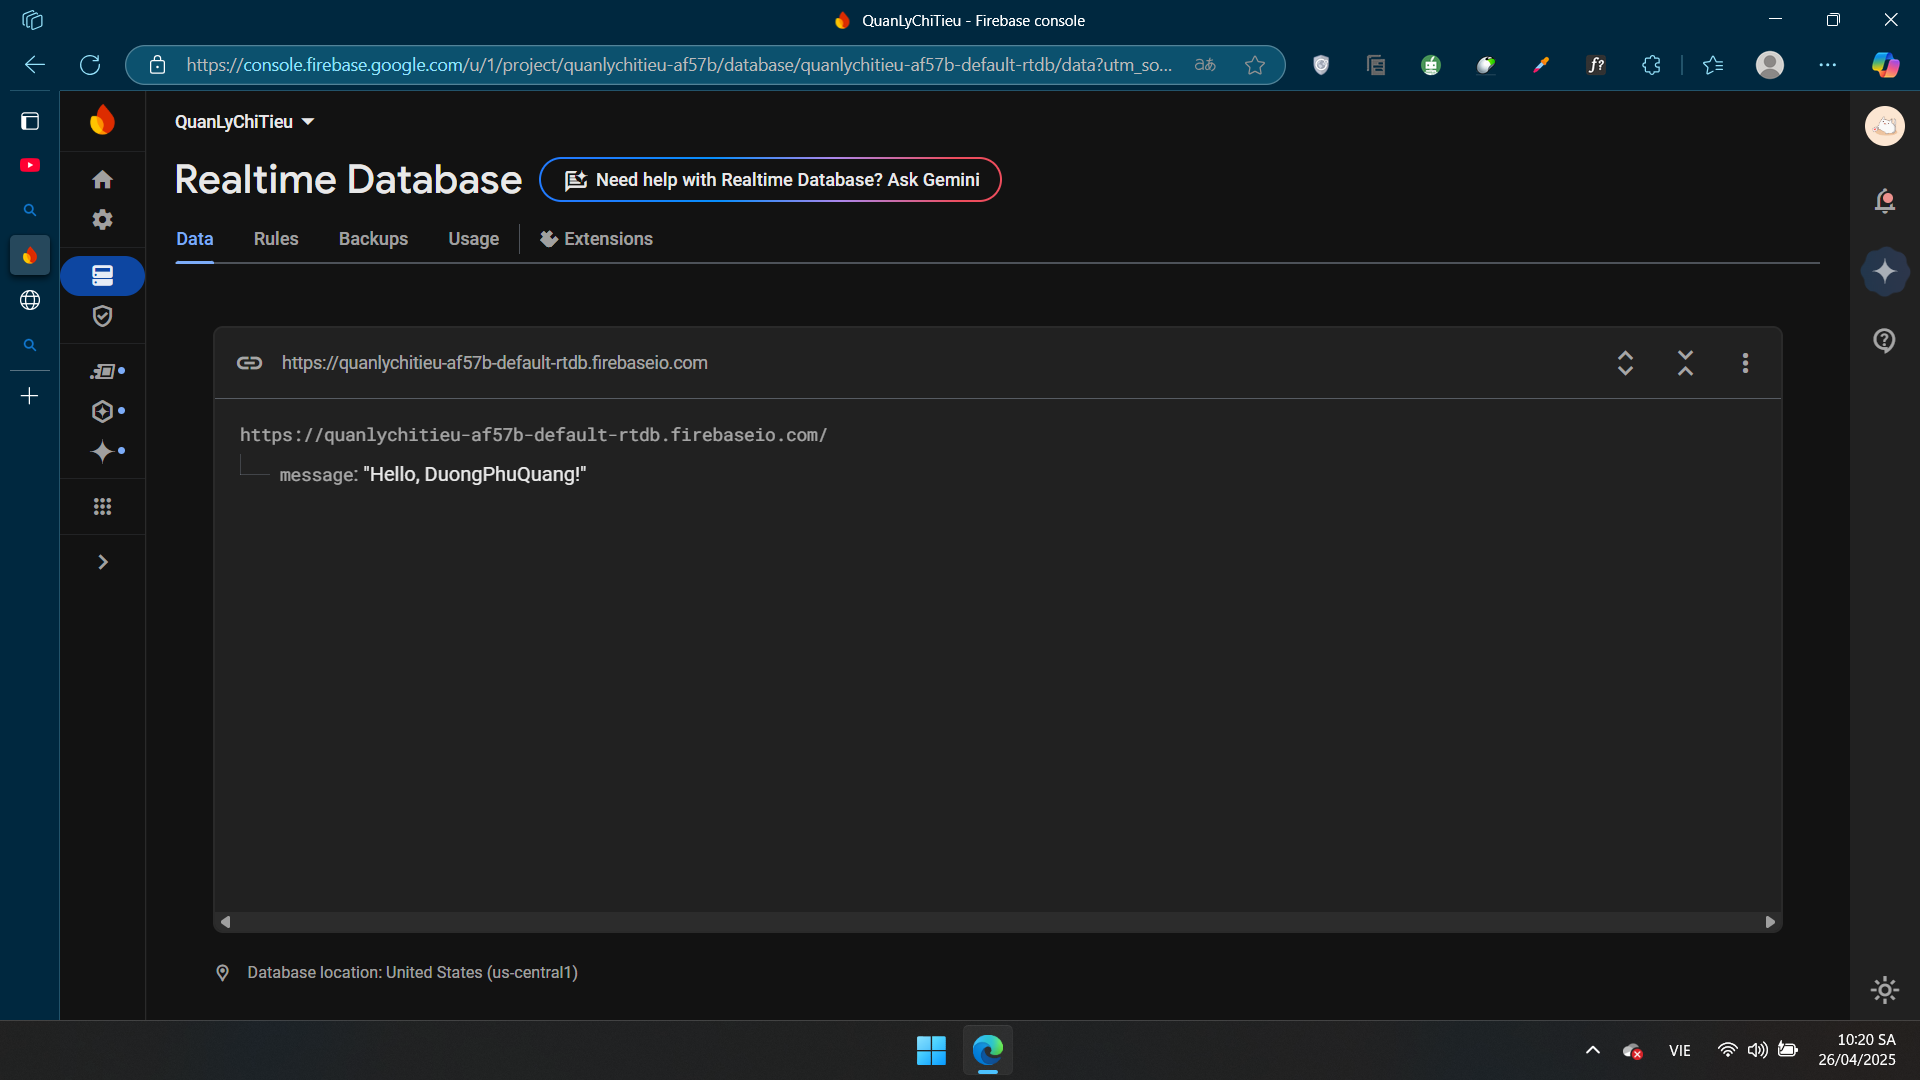 QuanLyChiTieu - Firebase console
https://console.firebase.google.com/u/1/project/quanlychitieu-af57b/database/quanlychitieu-af57b-default-rtdb/data?utm_so...
aあ
f?
QuanLyChiTieu
Realtime Database
Need help with Realtime Database? Ask Gemini
Data
Rules
Backups
Usage
Extensions
https://quanlychitieu-af57b-default-rtdb.firebaseio.com
https://quanlychitieu-af57b-default-rtdb.firebaseio.com/
message: "Hello, DuongPhuQuang!"
Database location: United States (us-central1)
VIE
10:20 SA
26/04/2025